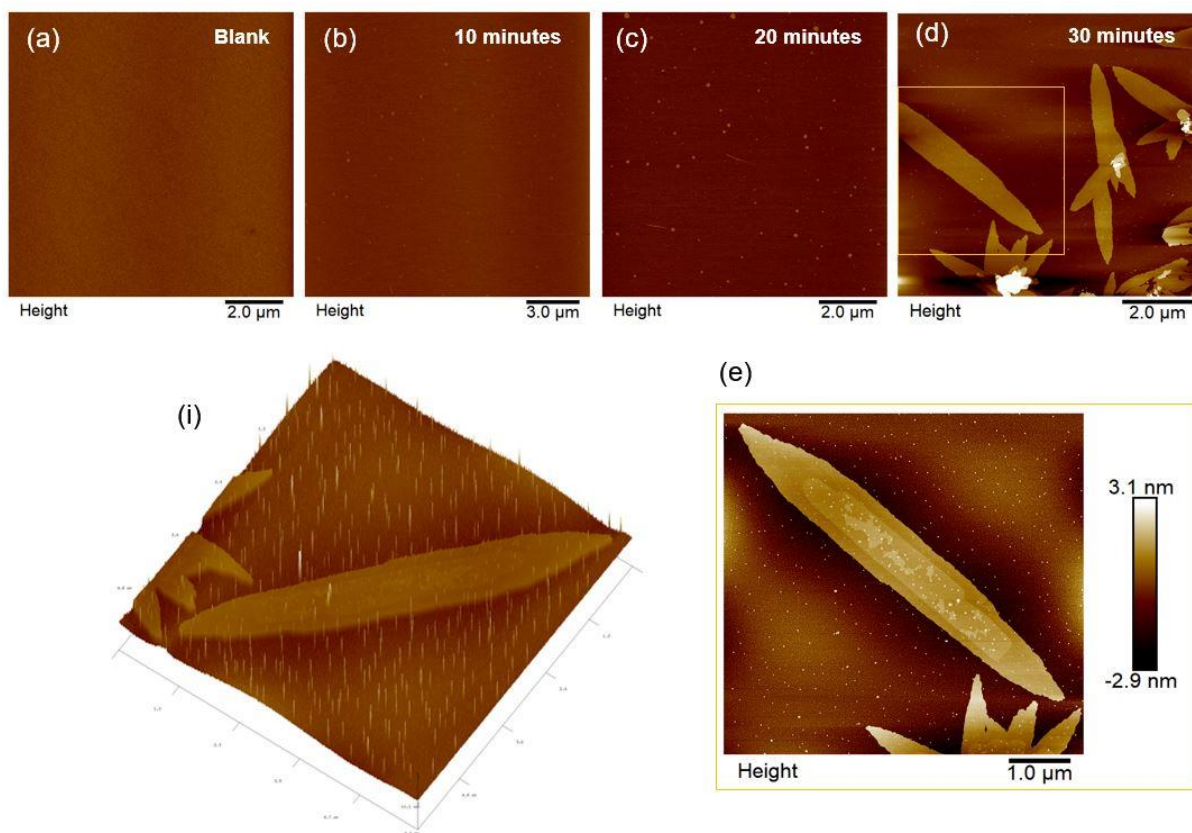 (a) Blank
(b) 10 minutes
(c) 20 minutes
(d) 30 minutes
Height 2.0 µm
Height 3.0 µm
Height 2.0 µm
Height 2.0 µm
(i)
(e)
3.1 nm
-2.9 nm
Height 1.0 µm